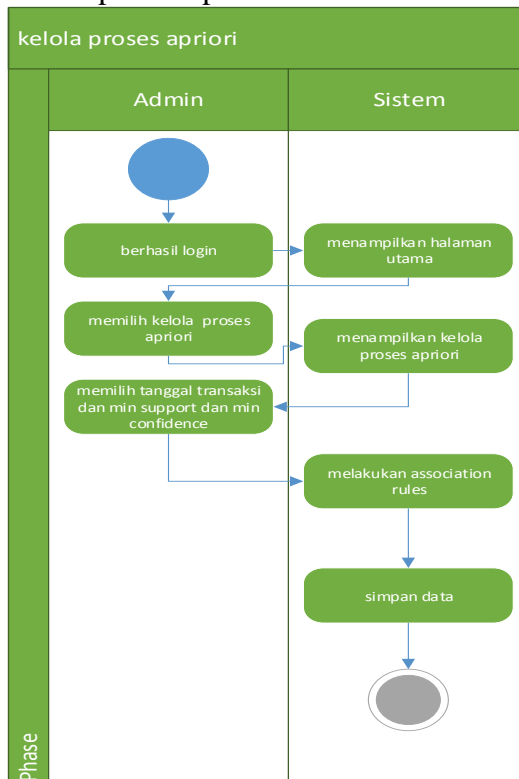 kelola proses apriori
Admin
Sistem
berhasil login
menampilkan halaman
utama
memilih kelola proses
apriori
menampilkan kelola
proses apriori
memilih tanggal transaksi
dan min support dan min
confidence
melakukan association
rules
simpan data
Phase